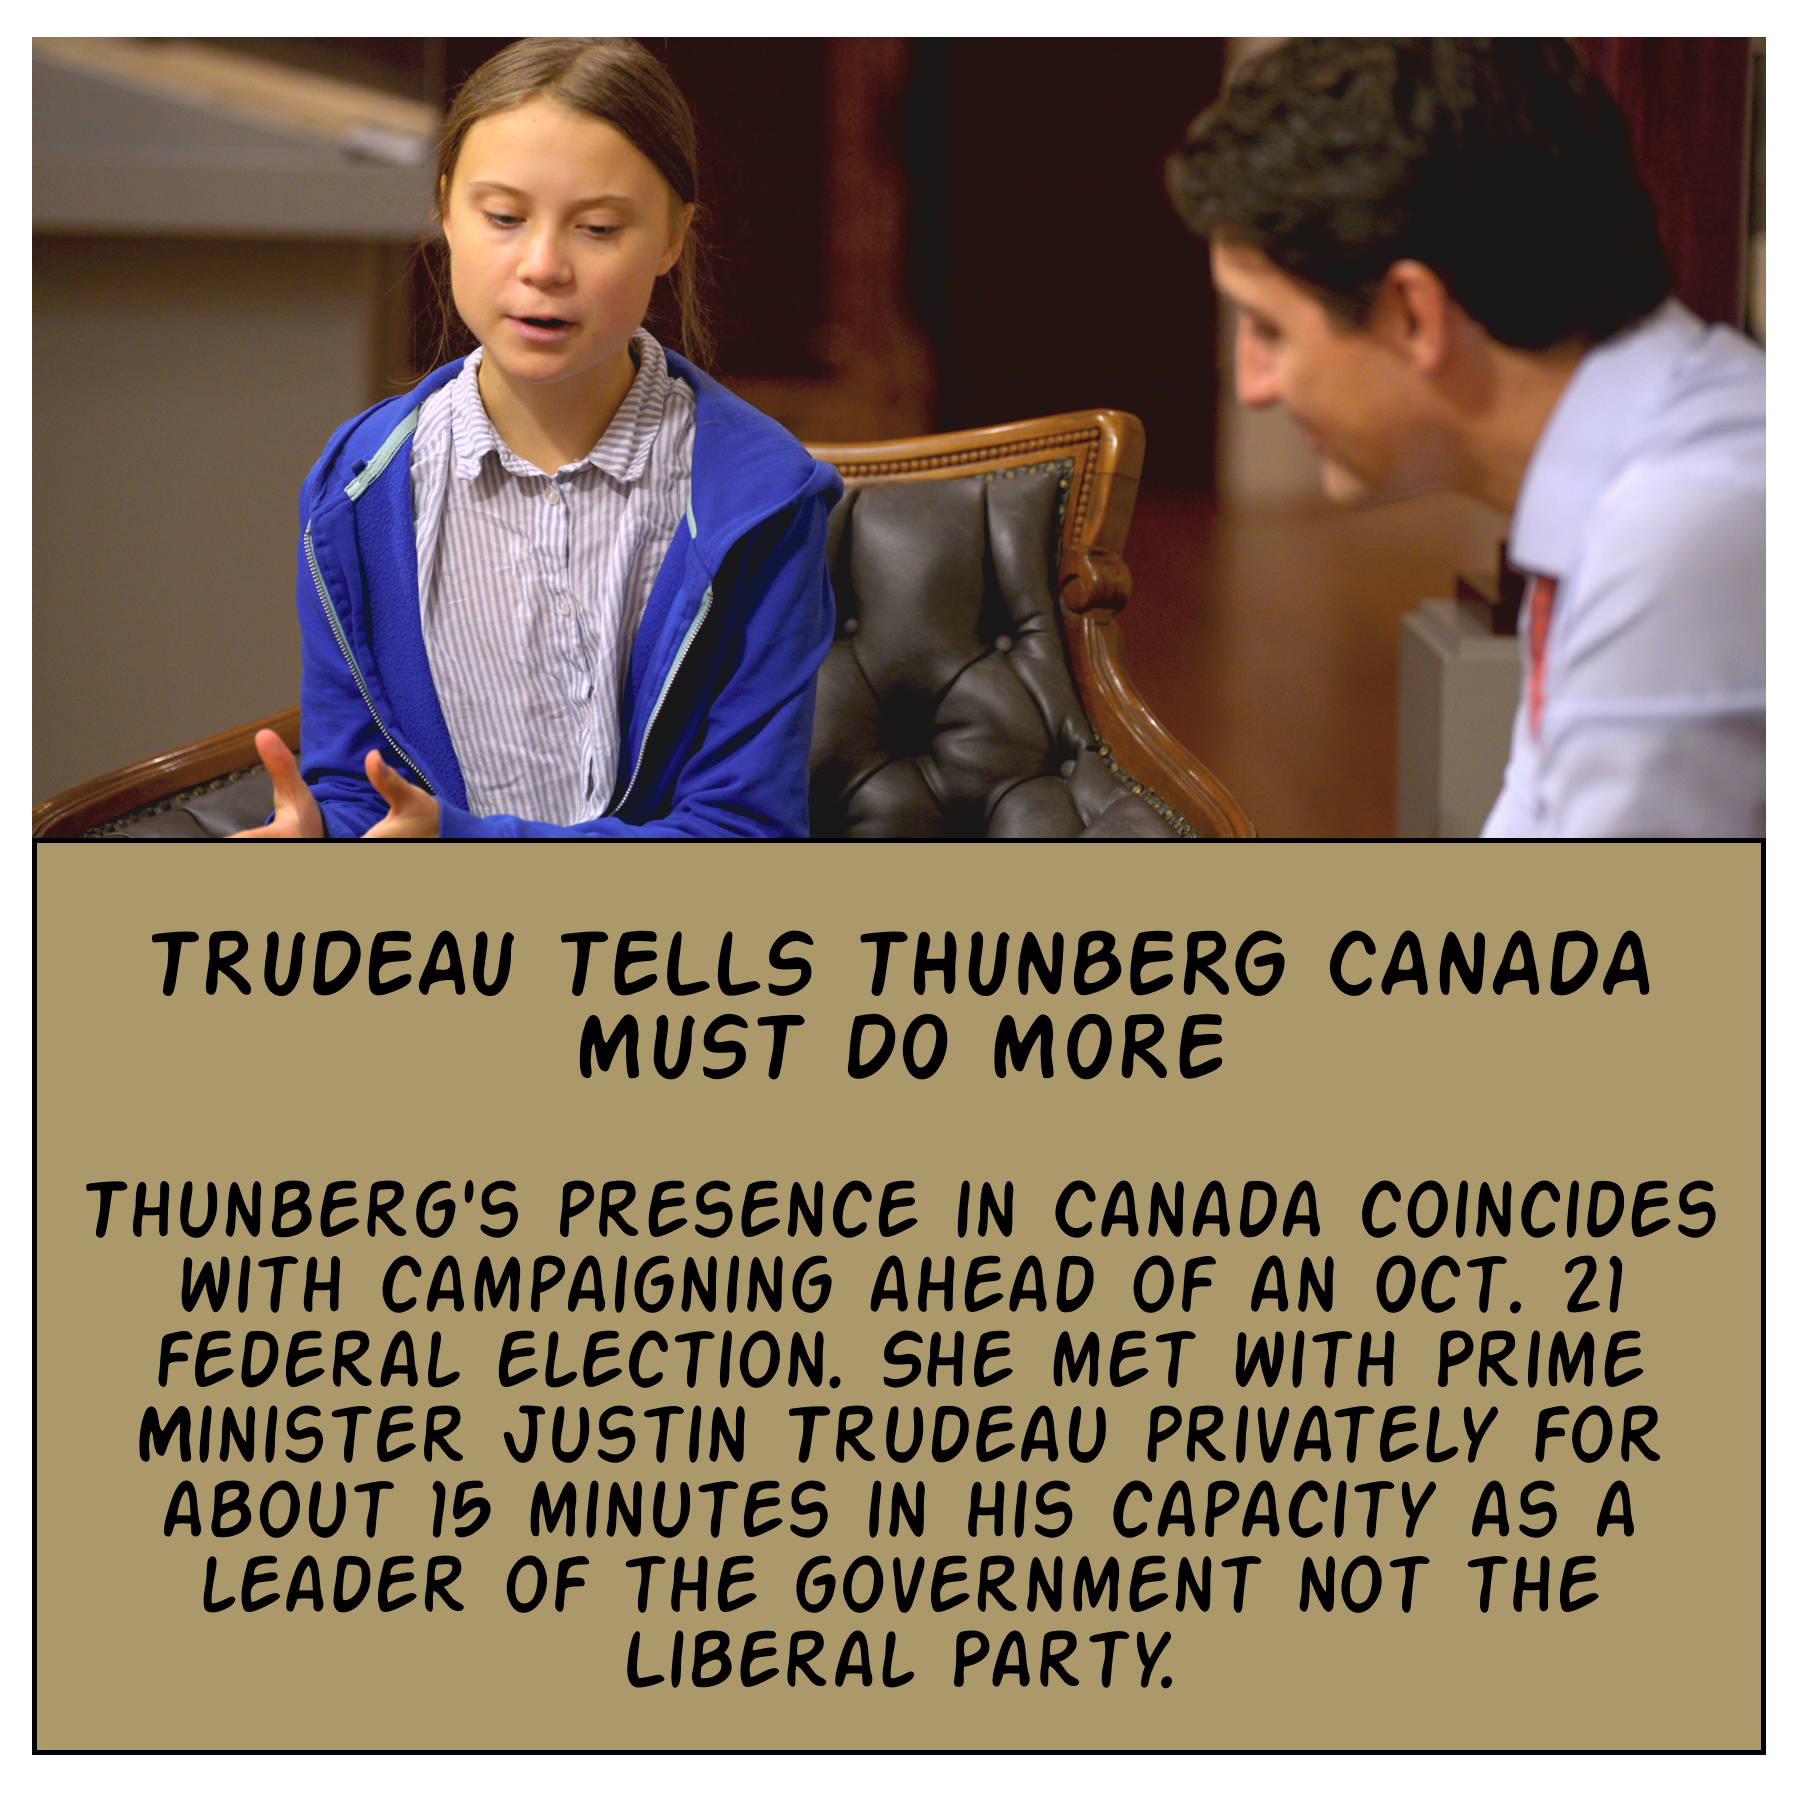 TRUDEAU TELLS THUNBERG CANADA
MUST DO MORE
THUNBERG'S PRESENCE IN CANADA COINCIDES
WITH CAMPAIGNING AHEAD OF AN OCT. 21
FEDERAL ELECTION. SHE MET WITH PRIME
MINISTER JUSTIN TRUDEAU PRIVATELY FOR
ABOUT 15 MINUTES IN HIS CAPACITY AS A
LEADER OF THE GOVERNMENT NOT THE
LIBERAL PARTY.